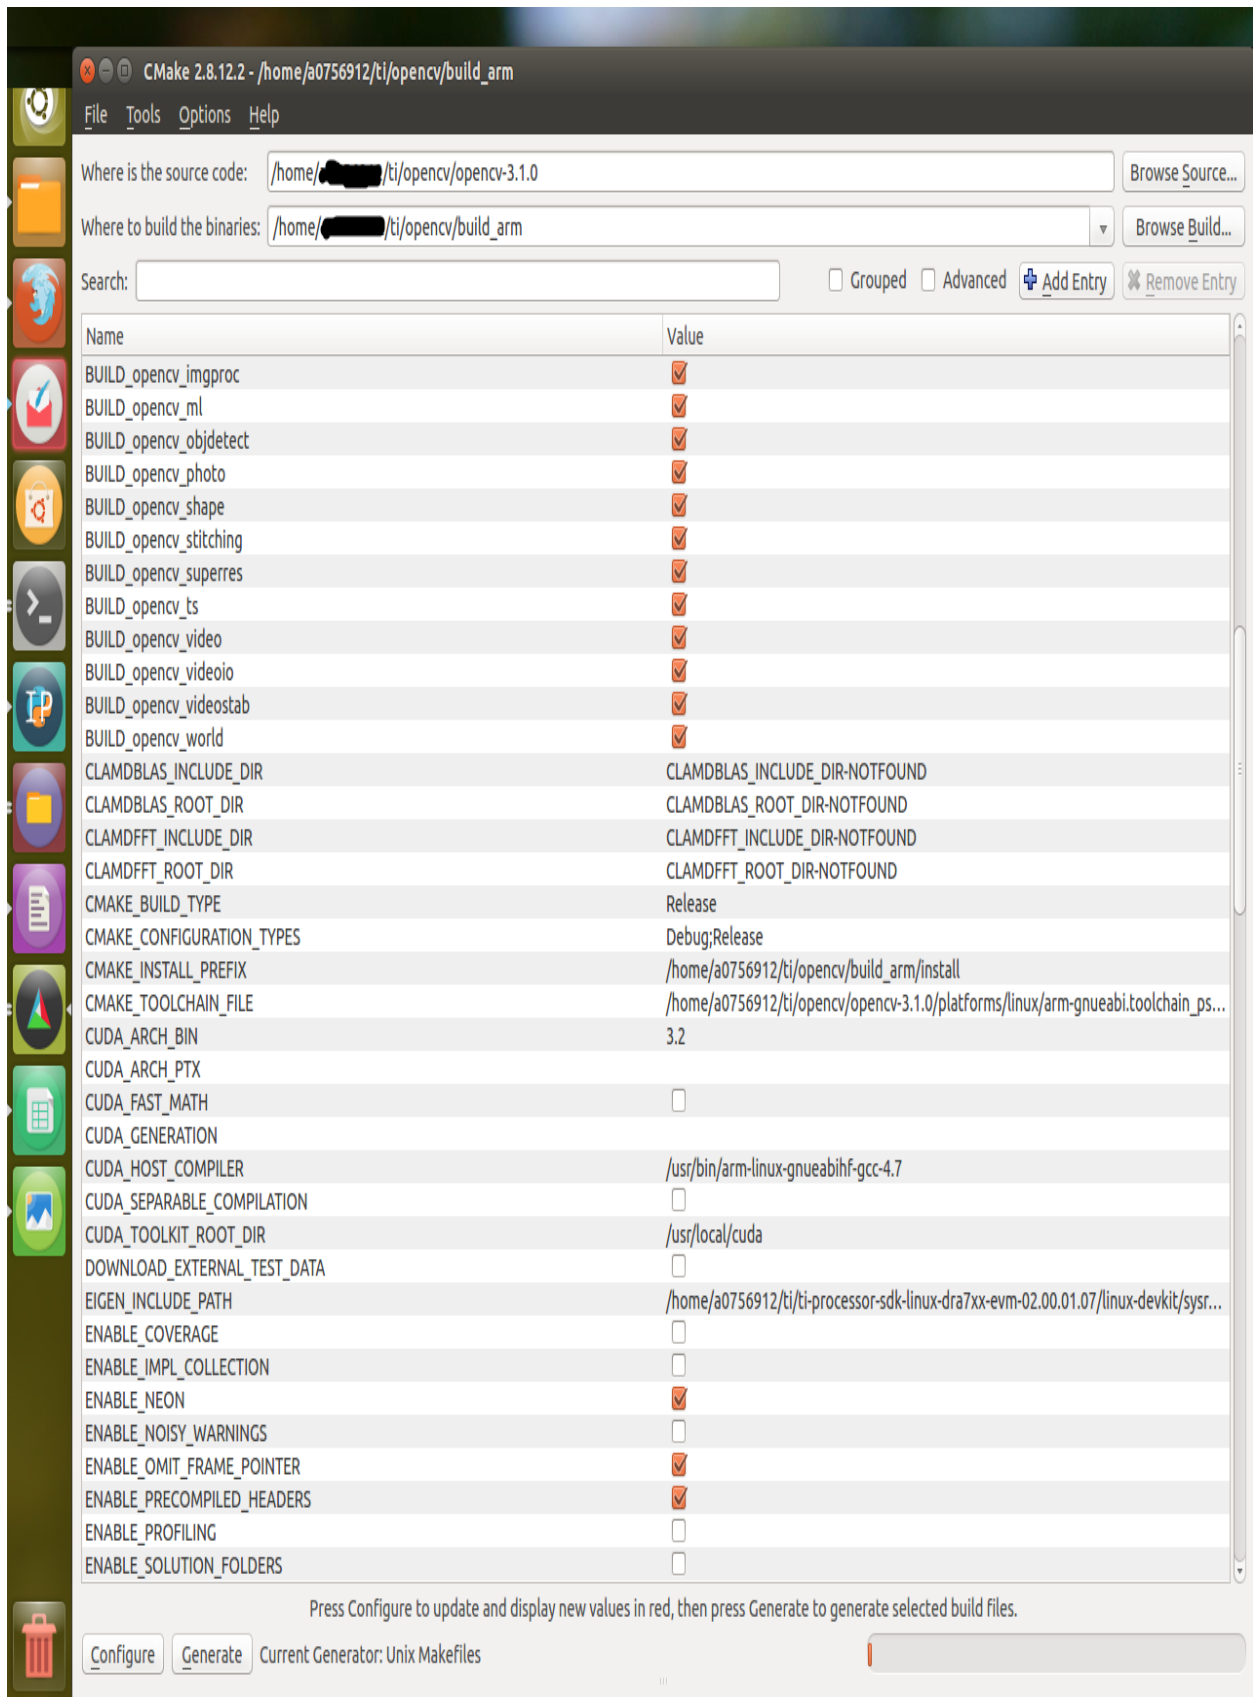 CMake 2.8.12.2 - /home/a0756912/ti/opencv/build_arm
File Tools Options Help
Where is the source code: /home/ /ti/opencv/opencv-3.1.0 Browse Source...
Where to build the binaries: /home/ /ti/opencv/build_arm Browse Build...
Search: Grouped Advanced Add Entry Remove Entry
Name Value
BUILD_opencv_imgproc
BUILD_opencv_ml
BUILD_opencv_objdetect
BUILD_opencv_photo
BUILD_opencv_shape
BUILD_opencv_stitching
BUILD_opencv_superres
BUILD_opencv_ts
BUILD_opencv_video
BUILD_opencv_videoio
BUILD_opencv_videostab
BUILD_opencv_world
CLAMDBLAS_INCLUDE_DIR CLAMDBLAS_INCLUDE_DIR-NOTFOUND
CLAMDBLAS_ROOT_DIR CLAMDBLAS_ROOT_DIR-NOTFOUND
CLAMDFFT_INCLUDE_DIR CLAMDFFT_INCLUDE_DIR-NOTFOUND
CLAMDFFT_ROOT_DIR CLAMDFFT_ROOT_DIR-NOTFOUND
CMAKE_BUILD_TYPE Release
CMAKE_CONFIGURATION_TYPES Debug;Release
CMAKE_INSTALL_PREFIX /home/a0756912/ti/opencv/build_arm/install
CMAKE_TOOLCHAIN_FILE /home/a0756912/ti/opencv/opencv-3.1.0/platforms/linux/arm-gnueabi.toolchain_ps...
CUDA_ARCH_BIN 3.2
CUDA_ARCH_PTX
CUDA_FAST_MATH
CUDA_GENERATION
CUDA_HOST_COMPILER /usr/bin/arm-linux-gnueabihf-gcc-4.7
CUDA_SEPARABLE_COMPILATION
CUDA_TOOLKIT_ROOT_DIR /usr/local/cuda
DOWNLOAD_EXTERNAL_TEST_DATA
EIGEN_INCLUDE_PATH /home/a0756912/ti/ti-processor-sdk-linux-dra7xx-evm-02.00.01.07/linux-devkit/sysr...
ENABLE_COVERAGE
ENABLE_IMPL_COLLECTION
ENABLE_NEON
ENABLE_NOISY_WARNINGS
ENABLE_OMIT_FRAME_POINTER
ENABLE_PRECOMPILED_HEADERS
ENABLE_PROFILING
ENABLE_SOLUTION_FOLDERS
Press Configure to update and display new values in red, then press Generate to generate selected build files.
Configure Generate Current Generator: Unix Makefiles